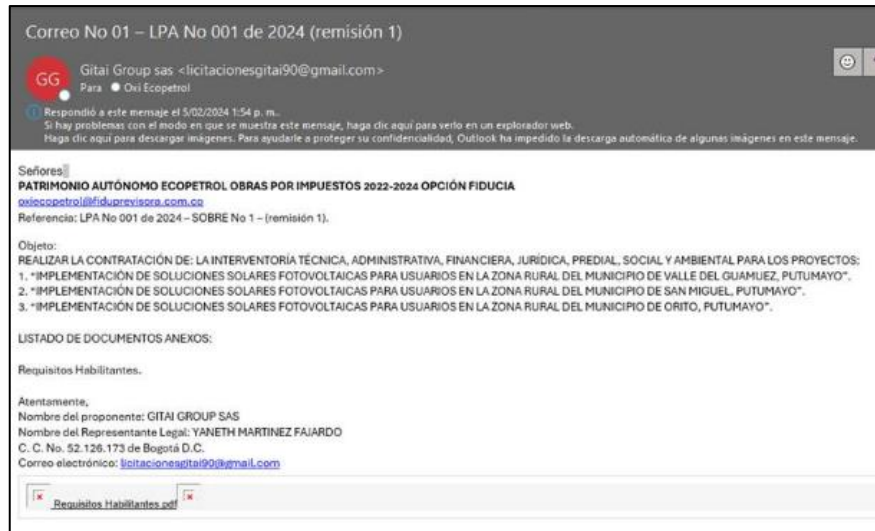 Correo No 01 – LPA No 001 de 2024 (remisión 1)
GG
Gitai Group sas <licitacionesgitai90@gmail.com>
Para Oxi Ecopetrol
Respondió a este mensaje el 5/02/2024 1:54 p. m..
Si hay problemas con el modo en que se muestra este mensaje, haga clic aquí para verlo en un explorador web.
Haga clic aquí para descargar imágenes. Para ayudarle a proteger su confidencialidad, Outlook ha impedido la descarga automática de algunas imágenes en este mensaje.
Señores
PATRIMONIO AUTÓNOMO ECOPETROL OBRAS POR IMPUESTOS 2022-2024 OPCIÓN FIDUCIA
oxiecopetrol@fiduprevisora.com.co
Referencia: LPA No 001 de 2024 – SOBRE No 1 – (remisión 1).
Objeto:
REALIZAR LA CONTRATACIÓN DE: LA INTERVENTORÍA TÉCNICA, ADMINISTRATIVA, FINANCIERA, JURÍDICA, PREDIAL, SOCIAL Y AMBIENTAL PARA LOS PROYECTOS:
1. "IMPLEMENTACIÓN DE SOLUCIONES SOLARES FOTOVOLTAICAS PARA USUARIOS EN LA ZONA RURAL DEL MUNICIPIO DE VALLE DEL GUAMUEZ, PUTUMAYO".
2. "IMPLEMENTACIÓN DE SOLUCIONES SOLARES FOTOVOLTAICAS PARA USUARIOS EN LA ZONA RURAL DEL MUNICIPIO DE SAN MIGUEL, PUTUMAYO".
3. "IMPLEMENTACIÓN DE SOLUCIONES SOLARES FOTOVOLTAICAS PARA USUARIOS EN LA ZONA RURAL DEL MUNICIPIO DE ORITO, PUTUMAYO".
LISTADO DE DOCUMENTOS ANEXOS:
Requisitos Habilitantes.
Atentamente,
Nombre del proponente: GITAI GROUP SAS
Nombre del Representante Legal: YANETH MARTINEZ FAJARDO
C. C. No. 52.126.173 de Bogotá D.C.
Correo electrónico: licitacionesgitai90@gmail.com
Requisitos Habilitantes.pdf